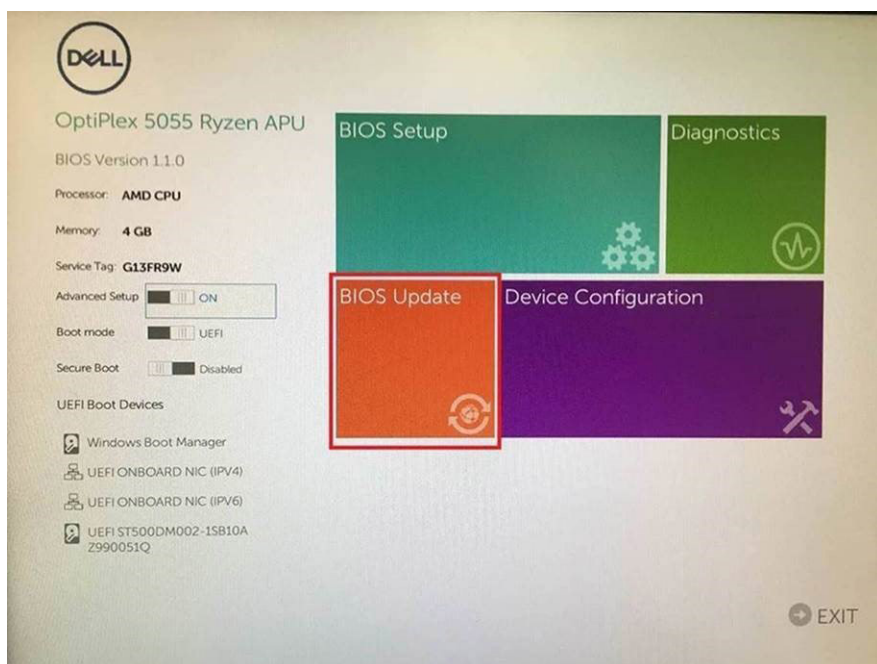 DELL
OptiPlex 5055 Ryzen APU
BIOS Version 1.1.0
Processor: AMD CPU
Memory: 4 GB
Service Tag: G13FR9W
Advanced Setup ON
Boot mode UEFI
Secure Boot Disabled
UEFI Boot Devices
Windows Boot Manager
UEFI ONBOARD NIC (IPV4)
UEFI ONBOARD NIC (IPV6)
UEFI ST500DM002-1SB10A
Z990051Q
BIOS Setup
Diagnostics
BIOS Update
Device Configuration
EXIT